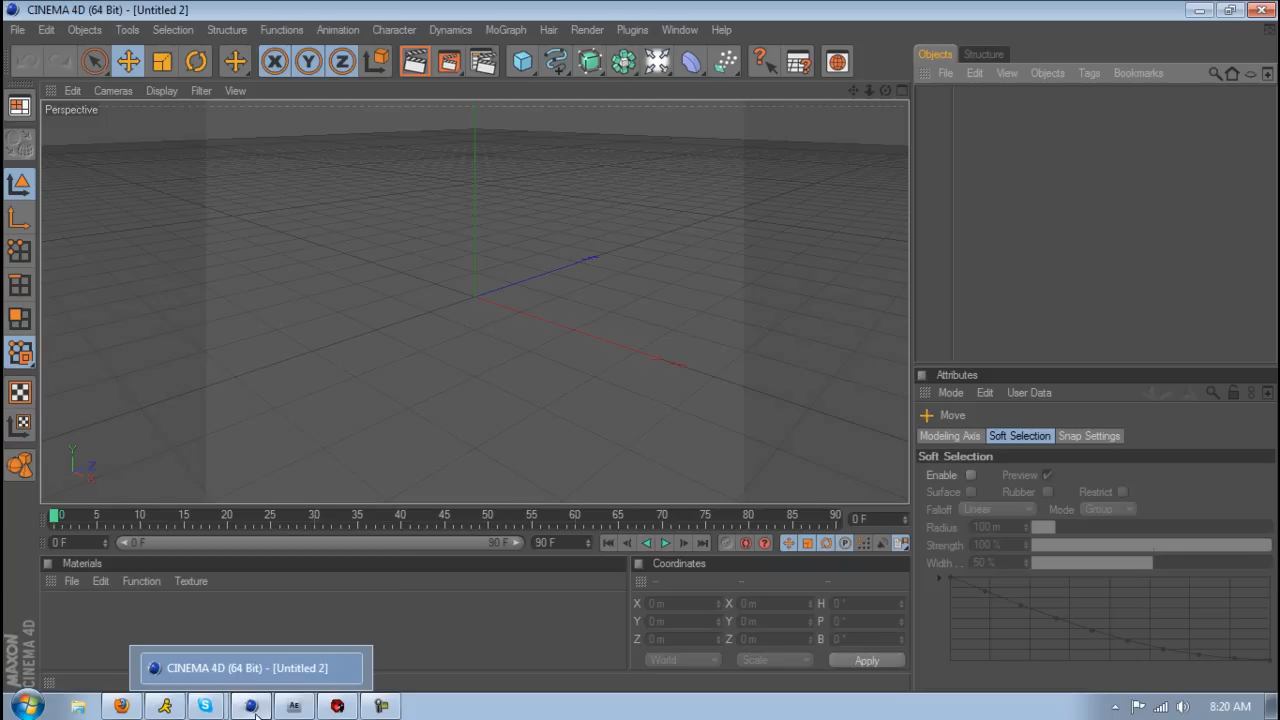 CINEMA 4D (64 Bit) - [Untitled 2]
File Edit Objects Tools Selection Structure Functions Animation Character Dynamics MoGraph Hair Render Plugins Window Help
X Y Z
Objects Structure
File Edit View Objects Tags Bookmarks
Edit Cameras Display Filter View
Perspective
Y
Z
X
Attributes
Mode Edit User Data
Move
Modeling Axis Soft Selection Snap Settings
Soft Selection
Enable Preview
Surface Rubber Restrict
Falloff Linear Mode Group
Radius 100 m
Strength 100 %
Width . . 50 %
0 5 10 15 20 25 30 35 40 45 50 55 60 65 70 75 80 85 90 0 F
0 F 0 F 90 F 90 F
Materials
File Edit Function Texture
Coordinates
-- -- --
X 0 m X 0 m H 0 °
Y 0 m Y 0 m P 0 °
Z 0 m Z 0 m B 0 °
World Scale Apply
MAXON
CINEMA 4D
CINEMA 4D (64 Bit) - [Untitled 2]
AE
8:20 AM